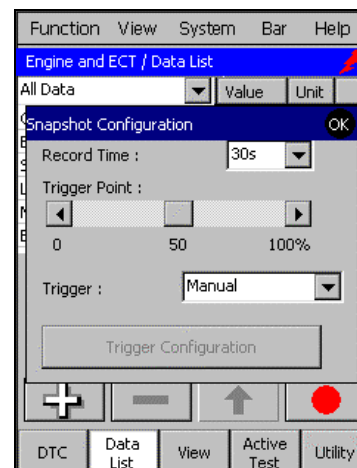 Function View System Bar Help
Engine and ECT / Data List
All Data Value Unit
Snapshot Configuration OK
Record Time : 30s
Trigger Point :
0 50 100%
Trigger : Manual
Trigger Configuration
DTC Data List View Active Test Utility